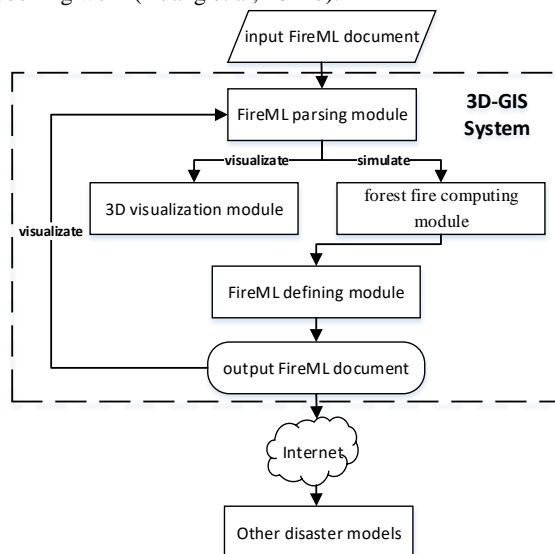 input FireML document
3D-GIS
System
FireML parsing module
visualizate
simulate
3D visualization module
forest fire computing
module
visualizate
FireML defining module
output FireML document
Internet
Other disaster models